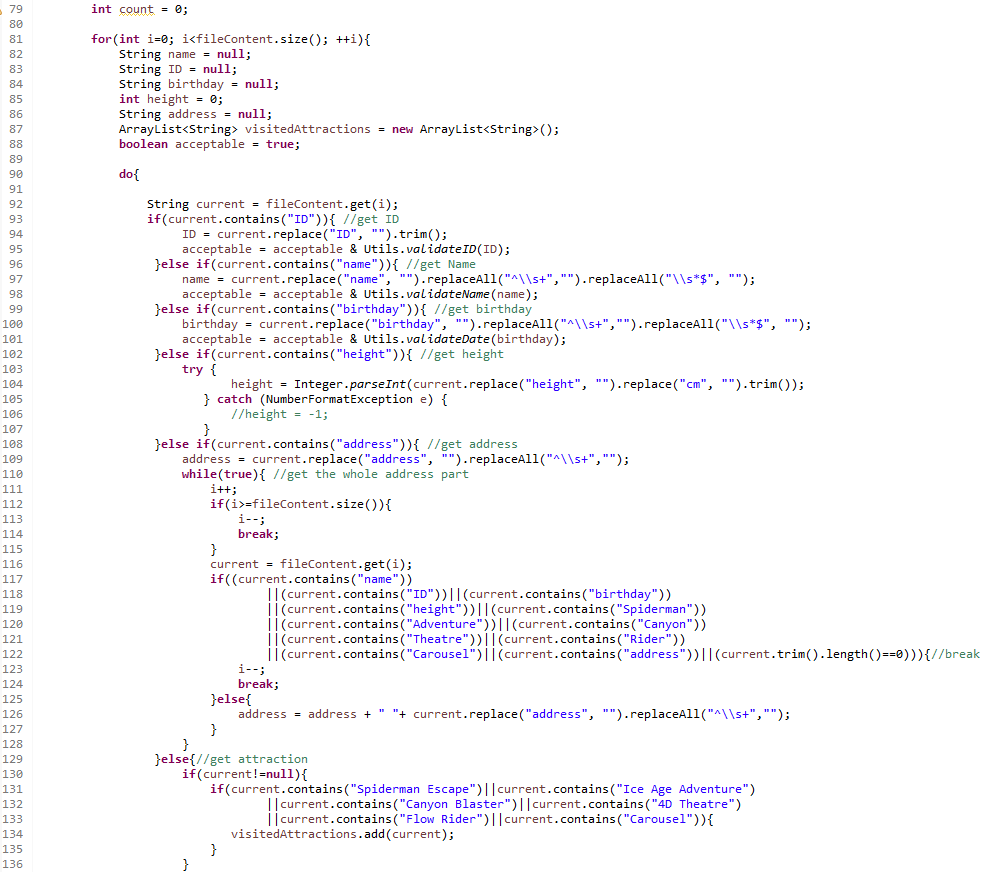 79 int count = 0;
80
81 for(int i=0; i<fileContent.size(); ++i){
82 String name = null;
83 String ID = null;
84 String birthday = null;
85 int height = 0;
86 String address = null;
87 ArrayList<String> visitedAttractions = new ArrayList<String>();
88 boolean acceptable = true;
89
90 do{
91
92 String current = fileContent.get(i);
93 if(current.contains("ID")){ //get ID
94 ID = current.replace("ID", "").trim();
95 acceptable = acceptable & Utils.validateID(ID);
96 }else if(current.contains("name")){ //get Name
97 name = current.replace("name", "").replaceAll("^\\s+","").replaceAll("\\s*$", "");
98 acceptable = acceptable & Utils.validateName(name);
99 }else if(current.contains("birthday")){ //get birthday
100 birthday = current.replace("birthday", "").replaceAll("^\\s+","").replaceAll("\\s*$", "");
101 acceptable = acceptable & Utils.validateDate(birthday);
102 }else if(current.contains("height")){ //get height
103 try {
104 height = Integer.parseInt(current.replace("height", "").replace("cm", "").trim());
105 } catch (NumberFormatException e) {
106 //height = -1;
107 }
108 }else if(current.contains("address")){ //get address
109 address = current.replace("address", "").replaceAll("^\\s+","");
110 while(true){ //get the whole address part
111 i++;
112 if(i>=fileContent.size()){
113 i--;
114 break;
115 }
116 current = fileContent.get(i);
117 if((current.contains("name"))
118 ||(current.contains("ID"))||(current.contains("birthday"))
119 ||(current.contains("height"))||(current.contains("Spiderman"))
120 ||(current.contains("Adventure"))||(current.contains("Canyon"))
121 ||(current.contains("Theatre"))||(current.contains("Rider"))
122 ||(current.contains("Carousel")||(current.contains("address"))||(current.trim().length()==0))){//break
123 i--;
124 break;
125 }else{
126 address = address + " "+ current.replace("address", "").replaceAll("^\\s+","");
127 }
128 }
129 }else{//get attraction
130 if(current!=null){
131 if(current.contains("Spiderman Escape")||current.contains("Ice Age Adventure")
132 ||current.contains("Canyon Blaster")||current.contains("4D Theatre")
133 ||current.contains("Flow Rider")||current.contains("Carousel")){
134 visitedAttractions.add(current);
135 }
136 }